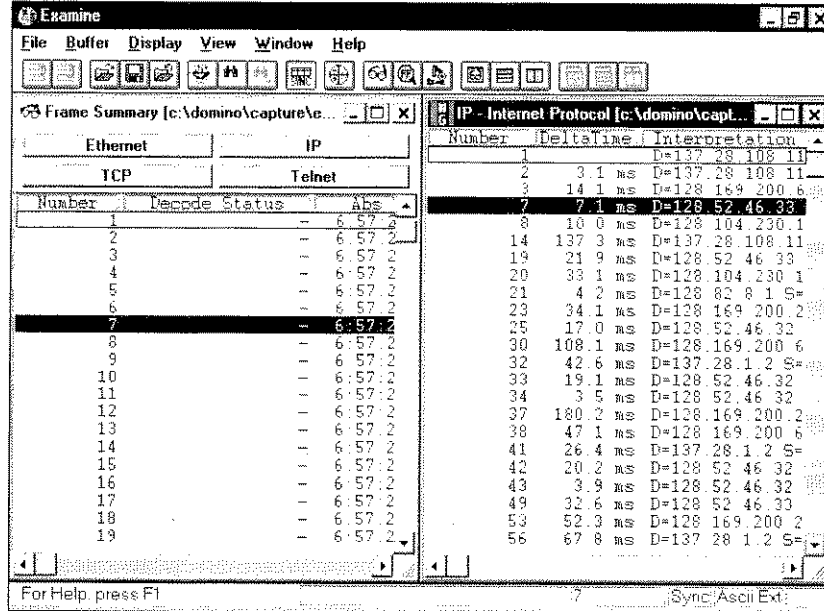 Examine
File Buffer Display View Window Help
Frame Summary [c:\domino\capture\e...
Ethernet IP
TCP Telnet
Number Decode Status Abs
1 – 6:57:2
2 – 6:57:2
3 – 6:57:2
4 – 6:57:2
5 – 6:57:2
6 – 6:57:2
7 – 6:57:2
8 – 6:57:2
9 – 6:57:2
10 – 6:57:2
11 – 6:57:2
12 – 6:57:2
13 – 6:57:2
14 – 6:57:2
15 – 6:57:2
16 – 6:57:2
17 – 6:57:2
18 – 6:57:2
19 – 6:57:2
IP - Internet Protocol [c:\domino\capt...
Number DeltaTime Interpretation
1 D=137.28.108.11
2 3.1 ms D=137.28.108.11
3 14.1 ms D=128.169.200.6
7 7.1 ms D=128.52.46.33
8 10.0 ms D=128.104.230.1
14 137.3 ms D=137.28.108.11
19 21.9 ms D=128.52.46.33
20 33.1 ms D=128.104.230.1
21 4.2 ms D=128.82.8.1 S=
23 34.1 ms D=128.169.200.2
25 17.0 ms D=128.52.46.32
30 108.1 ms D=128.169.200.6
32 42.6 ms D=137.28.1.2 S=
33 19.1 ms D=128.52.46.32
34 3.5 ms D=128.52.46.32
37 180.2 ms D=128.169.200.2
38 47.1 ms D=128.169.200.6
41 26.4 ms D=137.28.1.2 S=
42 20.2 ms D=128.52.46.32
43 3.9 ms D=128.52.46.32
49 32.6 ms D=128.52.46.33
53 52.3 ms D=128.169.200.2
56 67.8 ms D=137.28.1.2 S=
For Help, press F1 7 Sync Ascii Ext